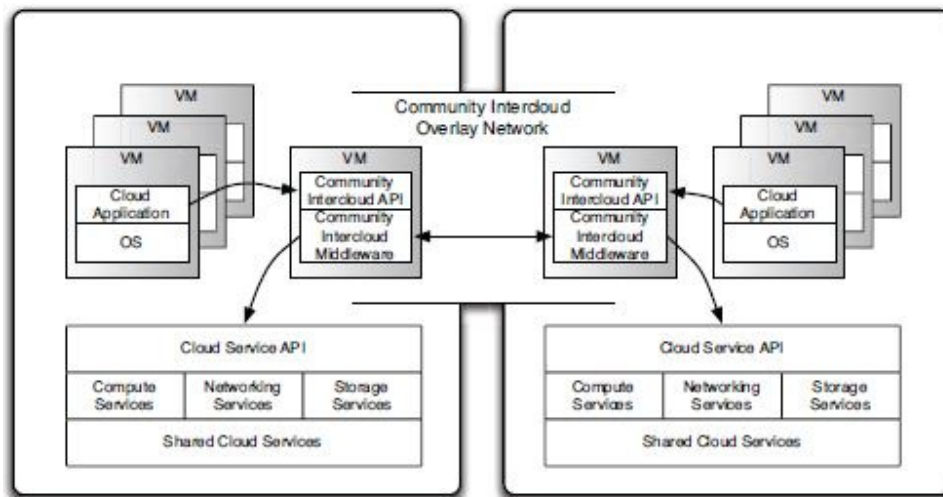 VM
VM
VM
Cloud
Application
OS
VM
Community
Intercloud API
Community
Intercloud
Middleware
Community Intercloud
Overlay Network
VM
Community
Intercloud API
Community
Intercloud
Middleware
VM
VM
VM
Cloud
Application
OS
Cloud Service API
Compute
Services
Networking
Services
Storage
Services
Shared Cloud Services
Cloud Service API
Compute
Services
Networking
Services
Storage
Services
Shared Cloud Services